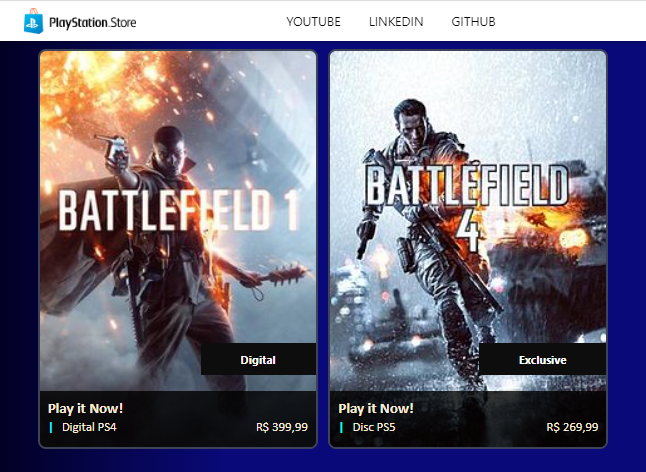 PlayStation.Store
YOUTUBE
LINKEDIN
GITHUB
BATTLEFIELD 1
Digital
Play it Now!
| Digital PS4
R$ 399,99
BATTLEFIELD
4
Exclusive
Play it Now!
| Disc PS5
R$ 269,99